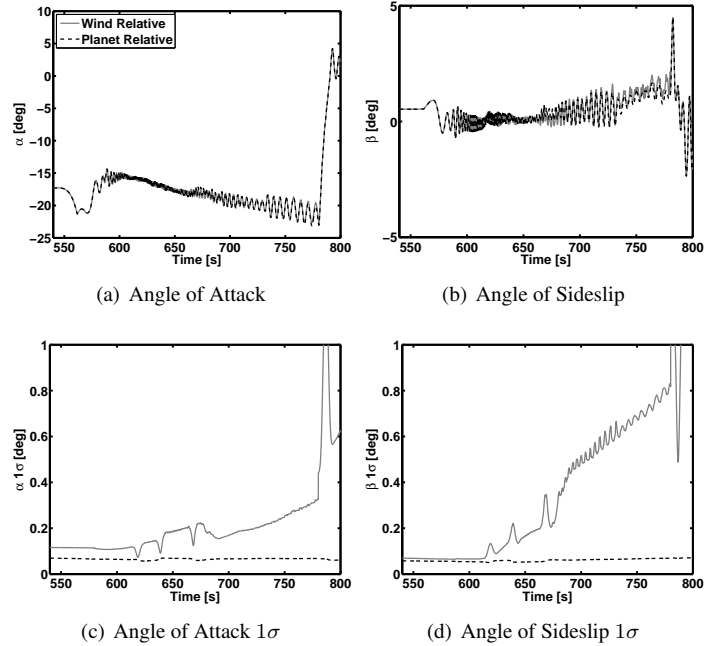 10
5
0
−5
−10
−15
−20
−25
Wind Relative
Planet Relative
α [deg]
550 600 650 700 750 800
Time [s]
(a) Angle of Attack
5
0
−5
β [deg]
550 600 650 700 750 800
Time [s]
(b) Angle of Sideslip
1
0.8
0.6
0.4
0.2
0
α 1σ [deg]
550 600 650 700 750 800
Time [s]
(c) Angle of Attack 1σ
1
0.8
0.6
0.4
0.2
0
β 1σ [deg]
550 600 650 700 750 800
Time [s]
(d) Angle of Sideslip 1σ